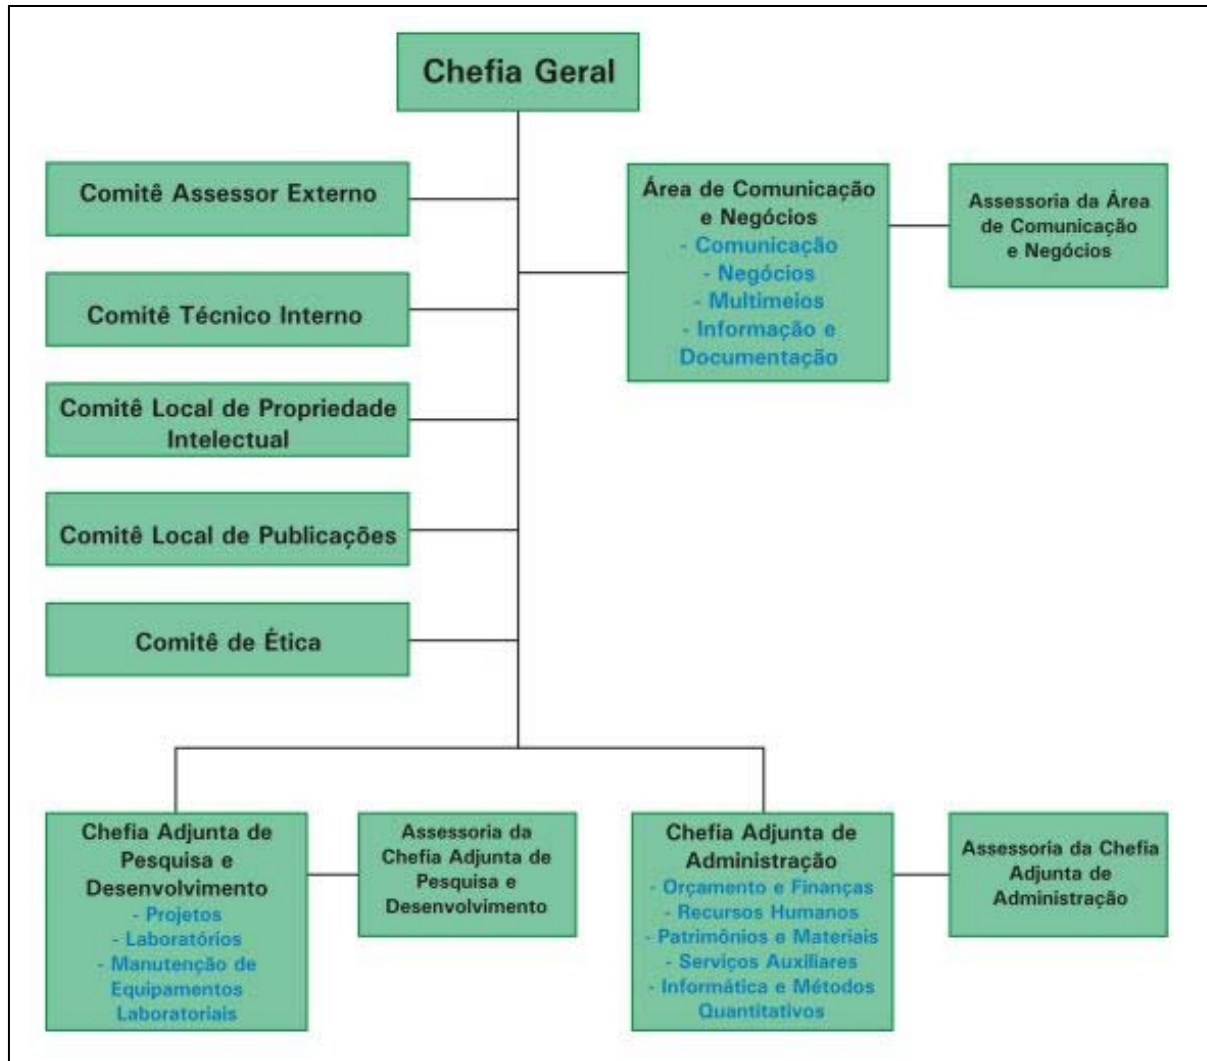 Chefia Geral
Comitê Assessor Externo
Comitê Técnico Interno
Comitê Local de Propriedade
Intelectual
Comitê Local de Publicações
Comitê de Ética
Área de Comunicação
e Negócios
- Comunicação
- Negócios
- Multimeios
- Informação e
Documentação
Assessoria da Área
de Comunicação
e Negócios
Chefia Adjunta de
Pesquisa e
Desenvolvimento
- Projetos
- Laboratórios
- Manutenção de
Equipamentos
Laboratoriais
Assessoria da
Chefia Adjunta de
Pesquisa e
Desenvolvimento
Chefia Adjunta de
Administração
- Orçamento e Finanças
- Recursos Humanos
- Patrimônios e Materiais
- Serviços Auxiliares
- Informática e Métodos
Quantitativos
Assessoria da Chefia
Adjunta de
Administração